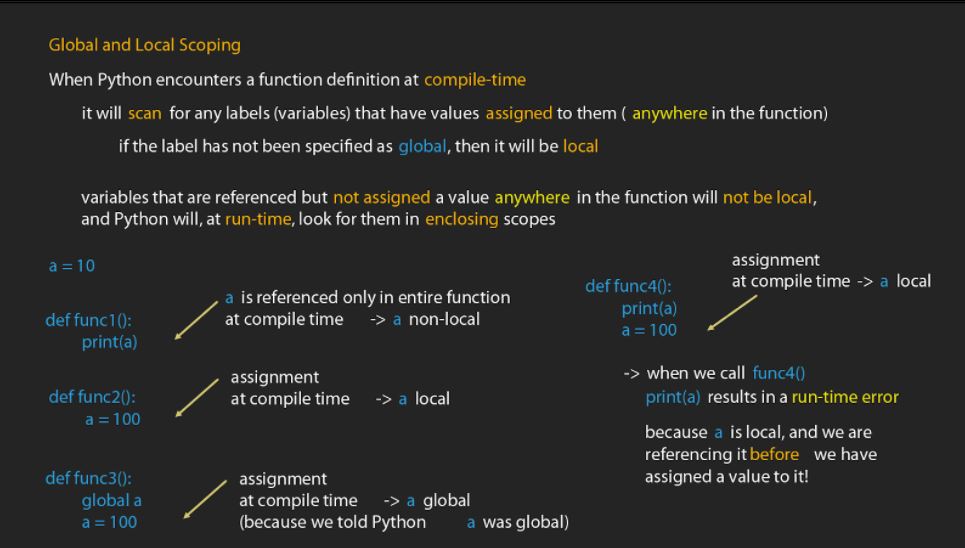 Global and Local Scoping
When Python encounters a function definition at compile-time
it will scan for any labels (variables) that have values assigned to them ( anywhere in the function)
if the label has not been specified as global, then it will be local
variables that are referenced but not assigned a value anywhere in the function will not be local,
and Python will, at run-time, look for them in enclosing scopes
a = 10
def func1():
print(a)
a is referenced only in entire function
at compile time -> a non-local
def func2():
a = 100
assignment
at compile time -> a local
def func3():
global a
a = 100
assignment
at compile time -> a global
(because we told Python a was global)
def func4():
print(a)
a = 100
assignment
at compile time -> a local
-> when we call func4()
print(a) results in a run-time error
because a is local, and we are
referencing it before we have
assigned a value to it!